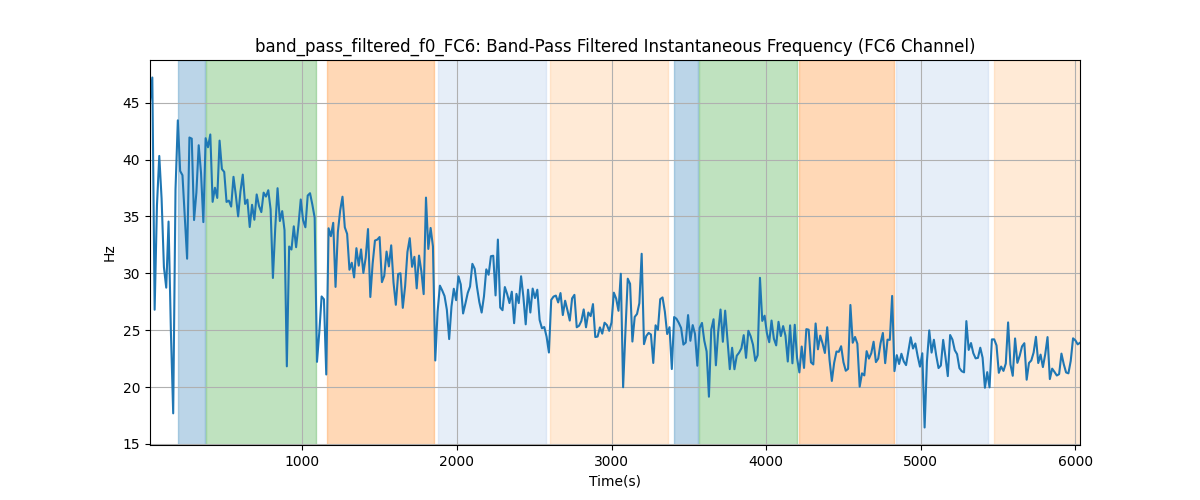 band_pass_filtered_f0_FC6: Band-Pass Filtered Instantaneous Frequency (FC6 Channel)
Hz
45
40
35
30
25
20
15
1000 2000 3000 4000 5000 6000
Time(s)